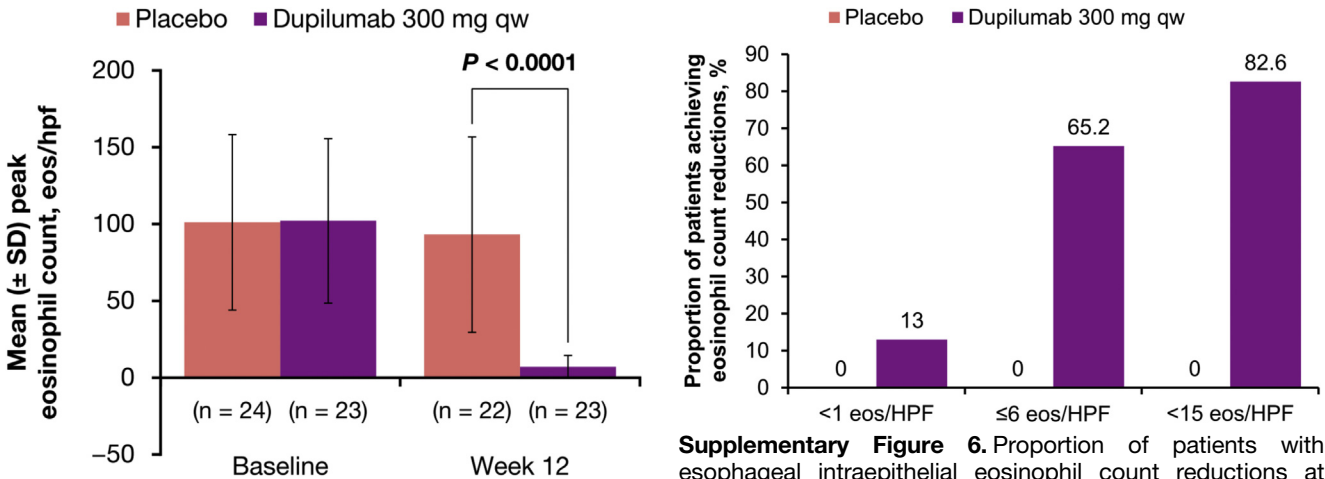 Placebo Dupilumab 300 mg qw
P < 0.0001
Mean (± SD) peak
eosinophil count, eos/hpf
200
150
100
50
0
−50
(n = 24) (n = 23) (n = 22) (n = 23)
Baseline Week 12
Placebo Dupilumab 300 mg qw
Proportion of patients achieving
eosinophil count reductions, %
90
80
70
60
50
40
30
20
10
0
0 13 0 65.2 0 82.6
<1 eos/HPF ≤6 eos/HPF <15 eos/HPF
Supplementary Figure 6. Proportion of patients with
esophageal intraepithelial eosinophil count reductions at